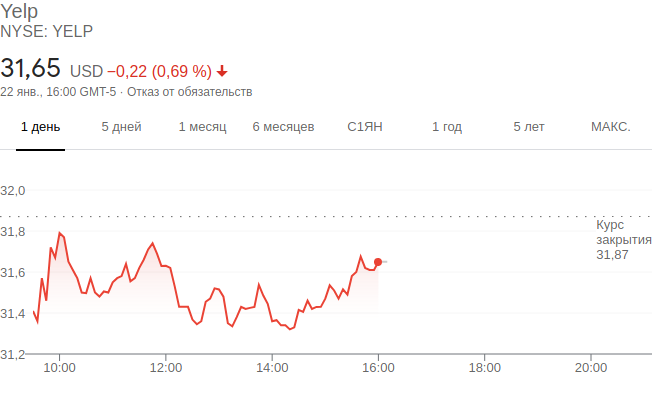 Yelp
NYSE: YELP
31,65 USD −0,22 (0,69 %)
22 янв., 16:00 GMT-5 · Отказ от обязательств
1 день 5 дней 1 месяц 6 месяцев С1ЯН 1 год 5 лет МАКС.
32,0
31,8
31,6
31,4
31,2
Курс
закрытия
31,87
10:00 12:00 14:00 16:00 18:00 20:00